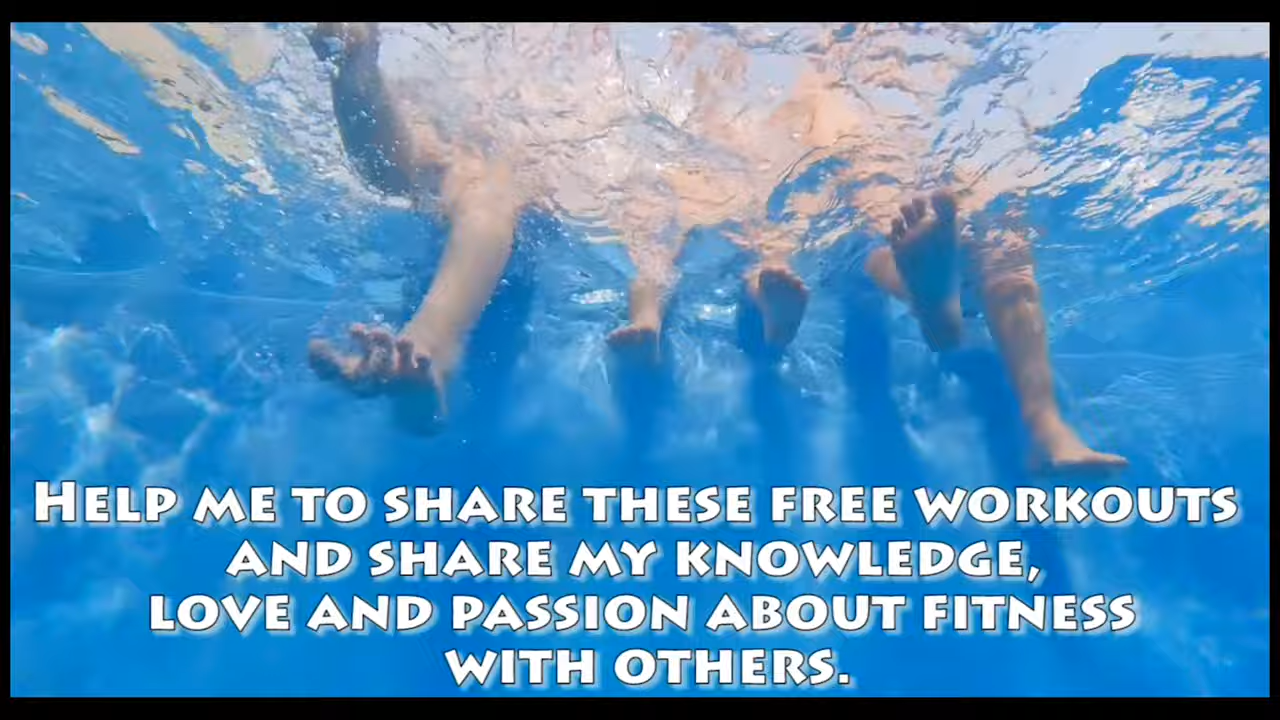 Help me to share these free workouts
and share my knowledge,
love and passion about fitness
with others.